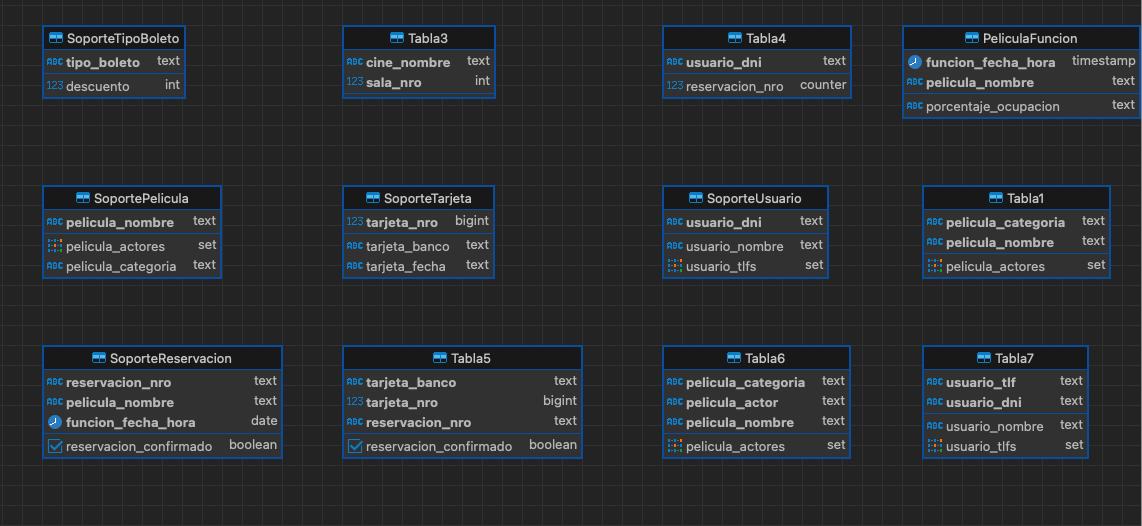 SoporteTipoBoleto
ABC tipo_boleto text
123 descuento int
Tabla3
ABC cine_nombre text
123 sala_nro int
Tabla4
ABC usuario_dni text
123 reservacion_nro counter
PeliculaFuncion
funcion_fecha_hora timestamp
ABC pelicula_nombre text
ABC porcentaje_ocupacion text
SoportePelicula
ABC pelicula_nombre text
pelicula_actores set
ABC pelicula_categoria text
SoporteTarjeta
123 tarjeta_nro bigint
ABC tarjeta_banco text
ABC tarjeta_fecha text
SoporteUsuario
ABC usuario_dni text
ABC usuario_nombre text
usuario_tlfs set
Tabla1
ABC pelicula_categoria text
ABC pelicula_nombre text
pelicula_actores set
SoporteReservacion
ABC reservacion_nro text
ABC pelicula_nombre text
funcion_fecha_hora date
reservacion_confirmado boolean
Tabla5
ABC tarjeta_banco text
123 tarjeta_nro bigint
ABC reservacion_nro text
reservacion_confirmado boolean
Tabla6
ABC pelicula_categoria text
ABC pelicula_actor text
ABC pelicula_nombre text
pelicula_actores set
Tabla7
ABC usuario_tlf text
ABC usuario_dni text
ABC usuario_nombre text
usuario_tlfs set